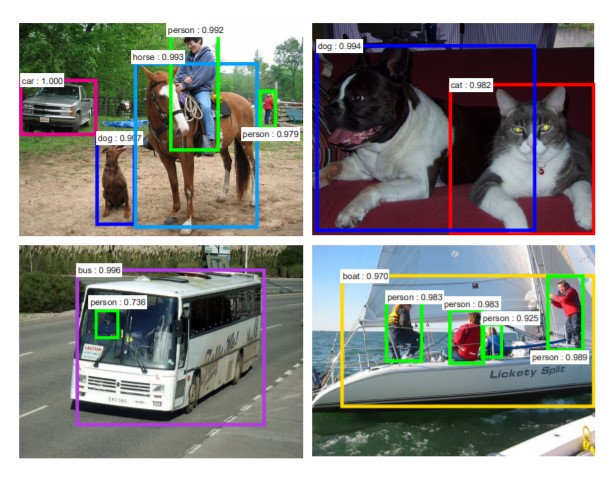 person : 0.992
horse : 0.993
car : 1.000
dog : 0.997
person : 0.979
dog : 0.994
cat : 0.982
bus : 0.996
person : 0.736
CAUTION
boat : 0.970
person : 0.983
person : 0.983
person : 0.925
person : 0.989
Lickety Split